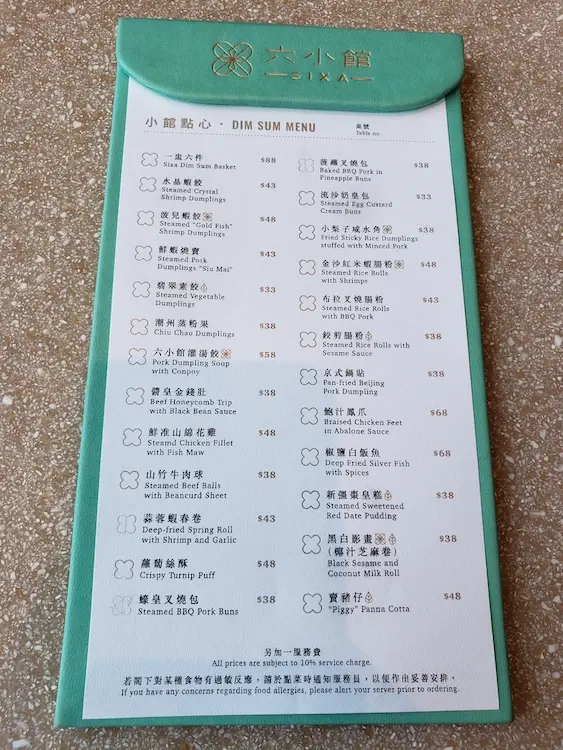 六小館
SIXA
小館點心 · DIM SUM MENU
桌號
Table no.
一盅六件
Sixa Dim Sum Basket
$88
水晶蝦餃
Steamed Crystal
Shrimp Dumplings
$43
波兒蝦餃
Steamed "Gold Fish"
Shrimp Dumplings
$48
鮮蝦燒賣
Steamed Pork
Dumplings "Siu Mai"
$43
翡翠素餃
Steamed Vegetable
Dumplings
$33
潮州蒸粉果
Chiu Chao Dumplings
$38
六小館灌湯餃
Pork Dumpling Soup
with Conpoy
$58
醬皇金錢肚
Beef Honeycomb Trip
with Black Bean Sauce
$38
鮮准山綿花雞
Steamd Chicken Fillet
with Fish Maw
$48
山竹牛肉球
Steamed Beef Balls
with Beancurd Sheet
$38
蒜蓉蝦春卷
Deep-fried Spring Roll
with Shrimp and Garlic
$43
蘿蔔絲酥
Crispy Turnip Puff
$48
蠔皇叉燒包
Steamed BBQ Pork Buns
$38
菠蘿叉燒包
Baked BBQ Pork in
Pineapple Buns
$38
流沙奶皇包
Steamed Egg Custard
Cream Buns
$33
小梨子咸水角
Fried Sticky Rice Dumplings
stuffed with Minced Pork
$38
金沙紅米蝦腸粉
Steamed Rice Rolls
with Shrimps
$48
布拉叉燒腸粉
Steamed Rice Rolls
with BBQ Pork
$43
鉸剪腸粉
Steamed Rice Rolls with
Sesame Sauce
$38
京式鍋貼
Pan-fried Beijing
Pork Dumpling
$38
鮑汁鳳爪
Braised Chicken Feet
in Abalone Sauce
$68
椒鹽白飯魚
Deep Fried Silver Fish
with Spices
$68
新疆棗皇糕
Steamed Sweetened
Red Date Pudding
$38
黑白影畫
(椰汁芝麻卷)
Black Sesame and
Coconut Milk Roll
$38
賣豬仔
"Piggy" Panna Cotta
$48
另加一服務費
All prices are subject to 10% service charge.
若閣下對某種食物有過敏反應，請於點菜時通知服務員，以便作出妥善安排。
If you have any concerns regarding food allergies, please alert your server prior to ordering.